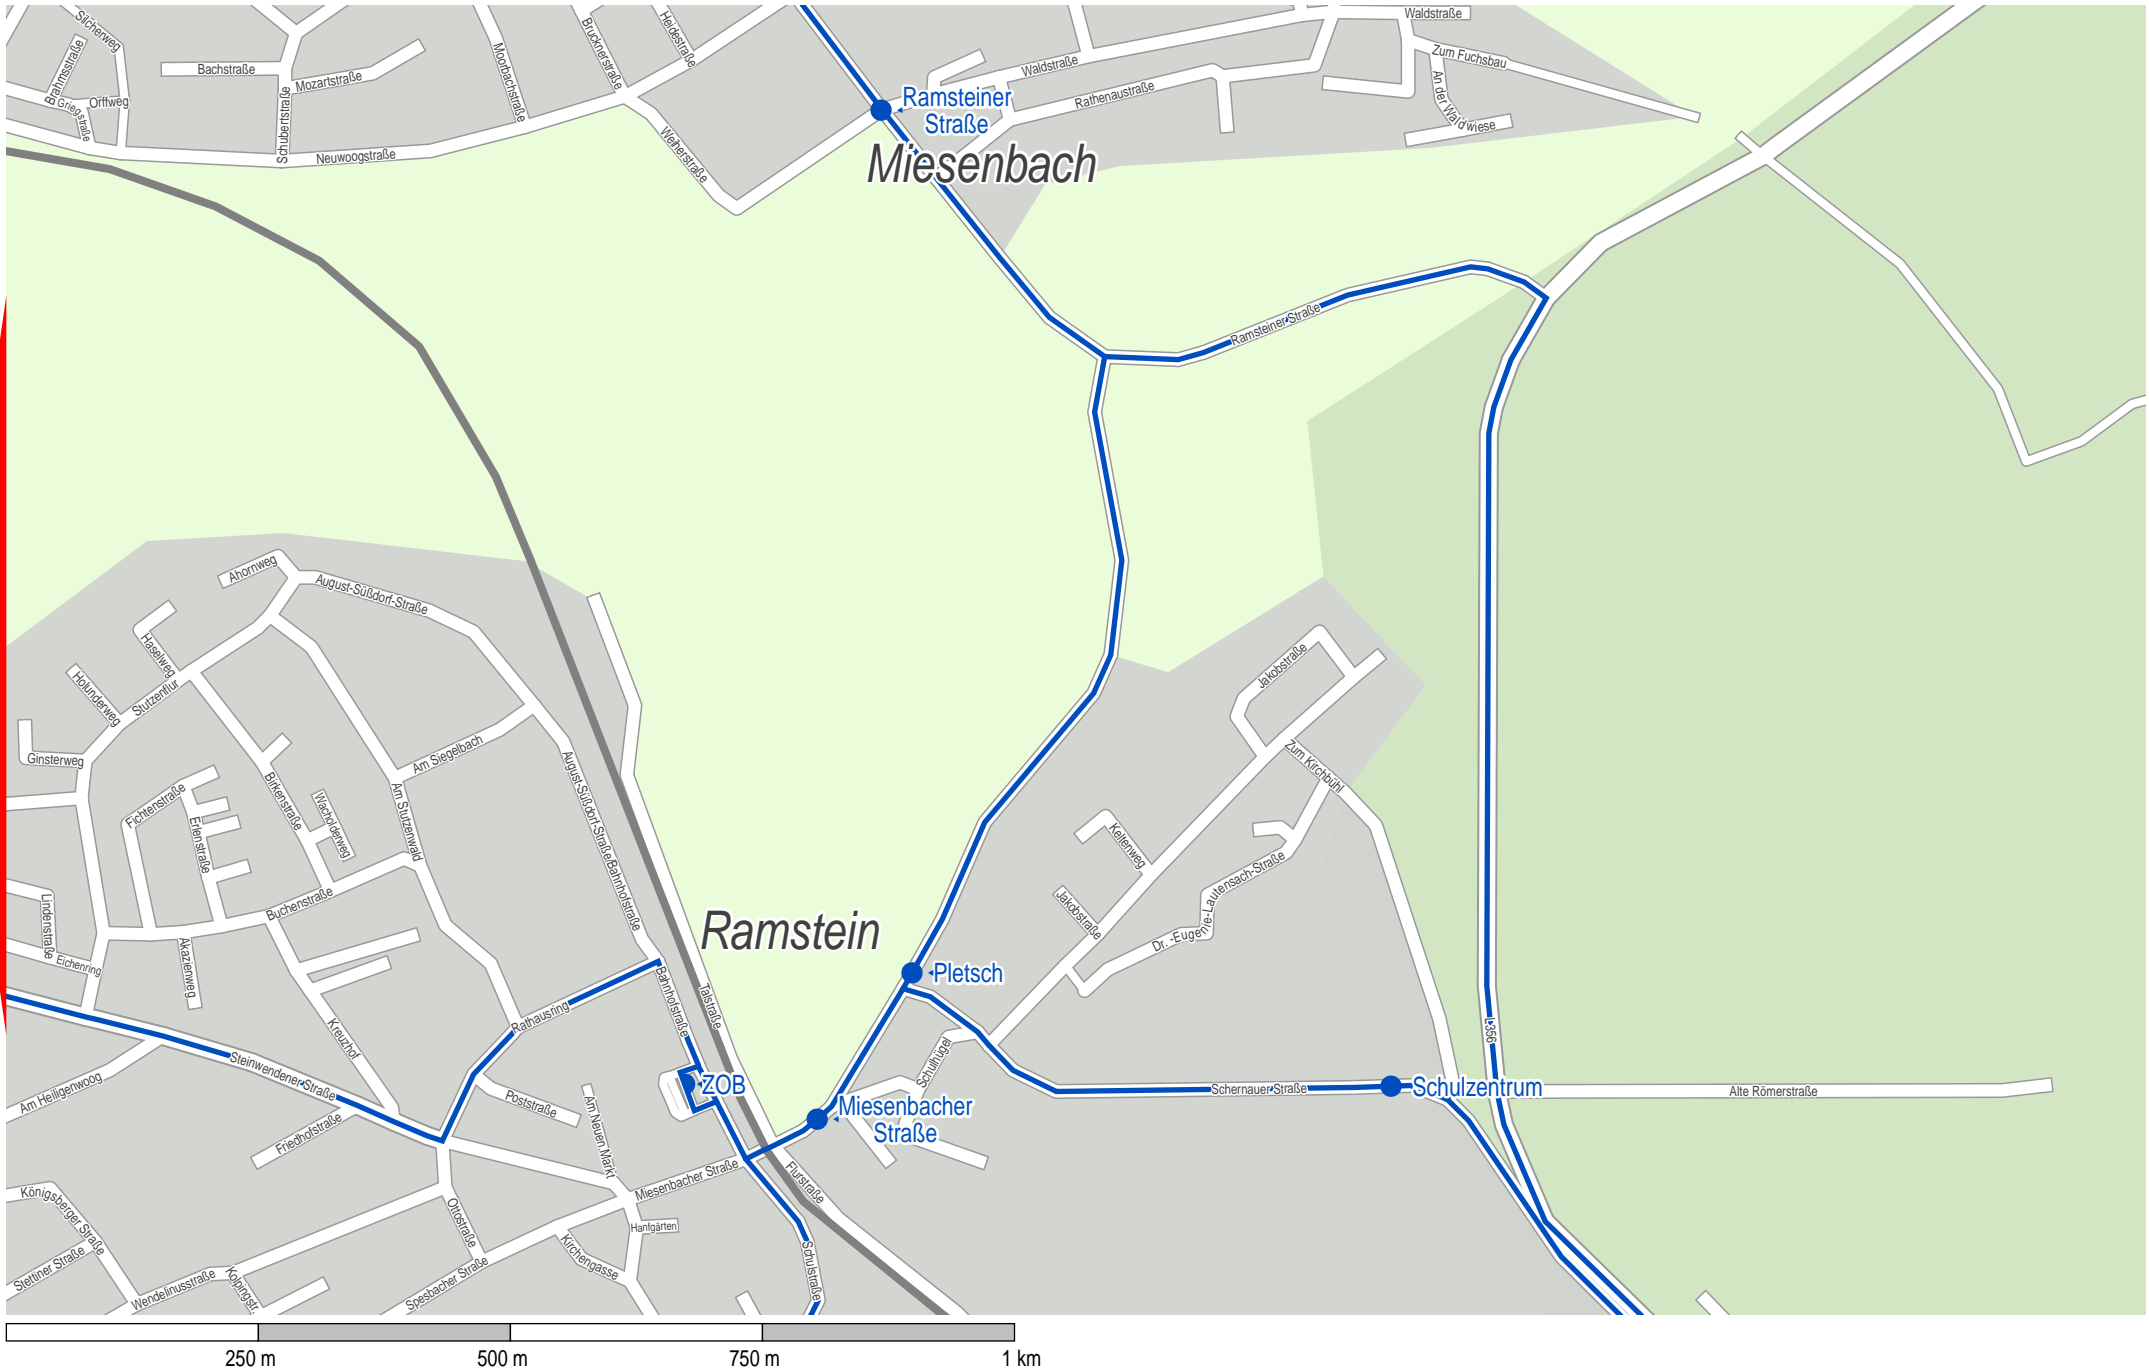 Silcherweg
Brahmsstraße
Grieg
straße
Orffweg
Bachstraße
Mozartstraße
Schubertstraße
Moorbachstraße
Brucknerstraße
Heidestraße
Neuwoogstraße
Weiherstraße
Waldstraße
Waldstraße
Rathenaustraße
Zum Fuchsbau
An der Waldwiese
Ramsteiner
Straße
Miesenbach
Ramsteiner Straße
Ahornweg
August-Süßdorf-Straße
Haselweg
Holunderweg
Stutzenflur
Ginsterweg
Am Siegelbach
Fichtenstraße
Birkenstraße
Wacholderweg
Erlenstraße
Am Stutzenwald
August-Süßdorf-Straße/Bahnhofstraße
Buchenstraße
Lindenstraße
Eichenring
Akazienweg
Kreuzhof
Rathausring
Bahnhofstraße
Talstraße
Ramstein
Jakobstraße
Zum Kirchbühl
Keltenweg
Jakobstraße
Dr. -Eugenie-Lautensach-Straße
Pletsch
L356
Steinwendener Straße
Am Heiligenwoog
Friedhofstraße
Poststraße
Am Neuen Markt
ZOB
Miesenbacher
Straße
Schulhügel
Schernauer Straße
Schulzentrum
Alte Römerstraße
Miesenbacher Straße
Flurstraße
Königsberger Straße
Stettiner Straße
Wendelinusstraße
Kolpingstr.
Ottostraße
Spesbacher Straße
Kirchengasse
Hanfgärten
Schulstraße
250 m
500 m
750 m
1 km